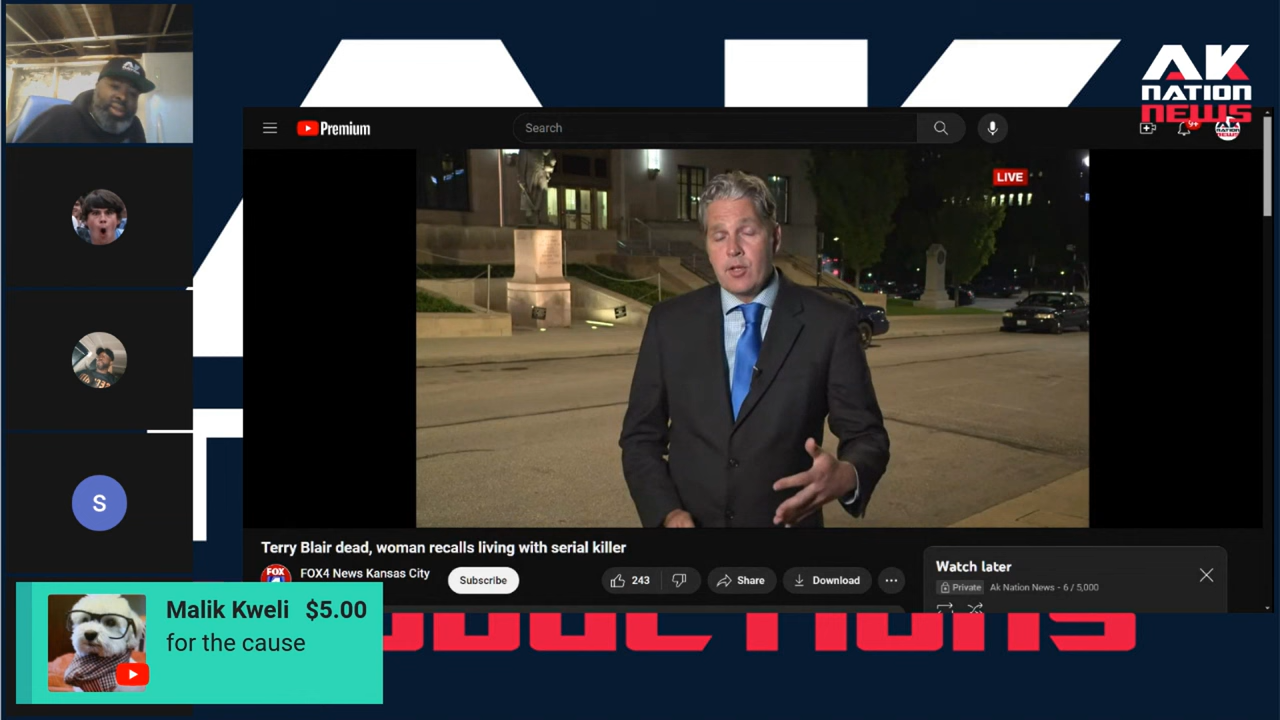 AK
NATION
NEWS
Premium
Search
9+
LIVE
Terry Blair dead, woman recalls living with serial killer
FOX4 News Kansas City
Subscribe
243
Share
Download
Watch later
Private
Ak Nation News - 6 / 5,000
S
Malik Kweli $5.00
for the cause